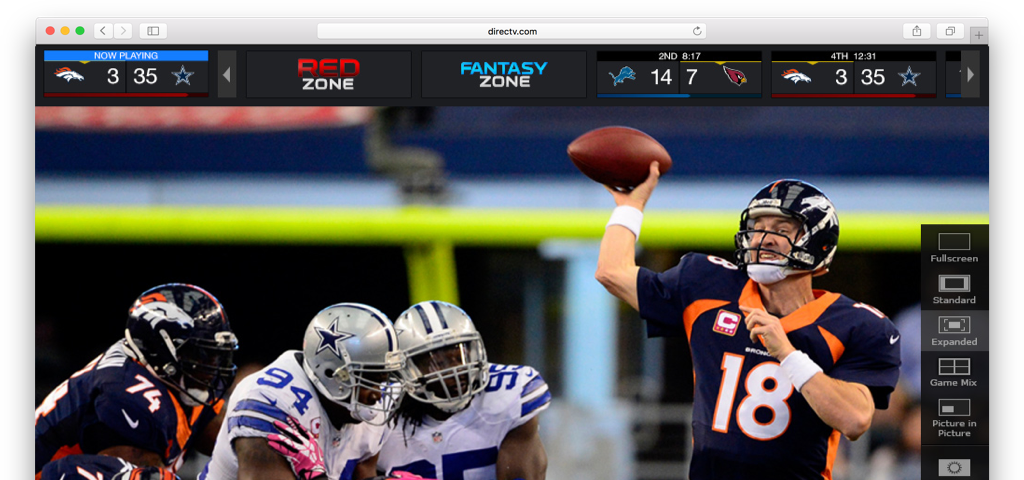 directv.com
NOW PLAYING
3 35
RED
ZONE
FANTASY
ZONE
2ND 8:17
14 7
4TH 12:31
3 35
Fullscreen
Standard
Expanded
Game Mix
Picture in
Picture
74
94
95
C
BRONCOS
18
18